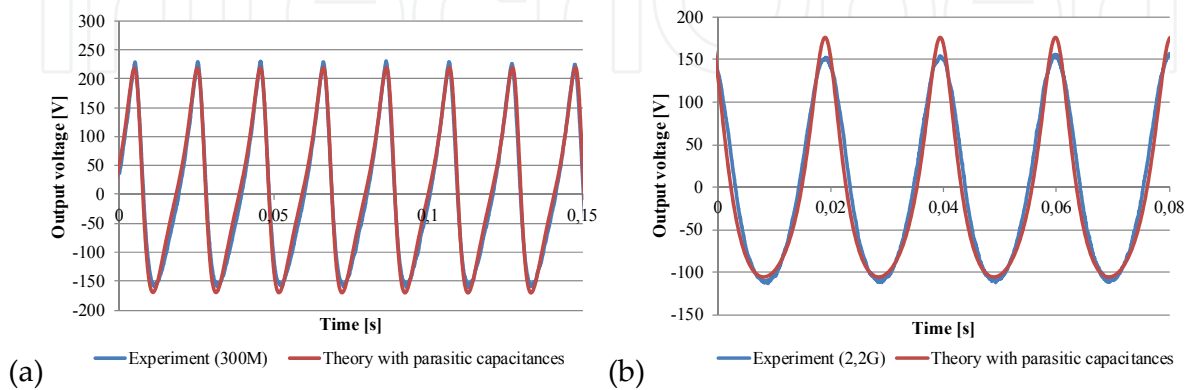 300
250
200
150
100
50
0
-50
-100
-150
-200
0
0,05
0,1
0,15
Output voltage [V]
Time [s]
Experiment (300M)
Theory with parasitic capacitances
(a)
200
150
100
50
0
-50
-100
-150
0
0,02
0,04
0,06
0,08
Output voltage [V]
Time [s]
Experiment (2,2G)
Theory with parasitic capacitances
(b)